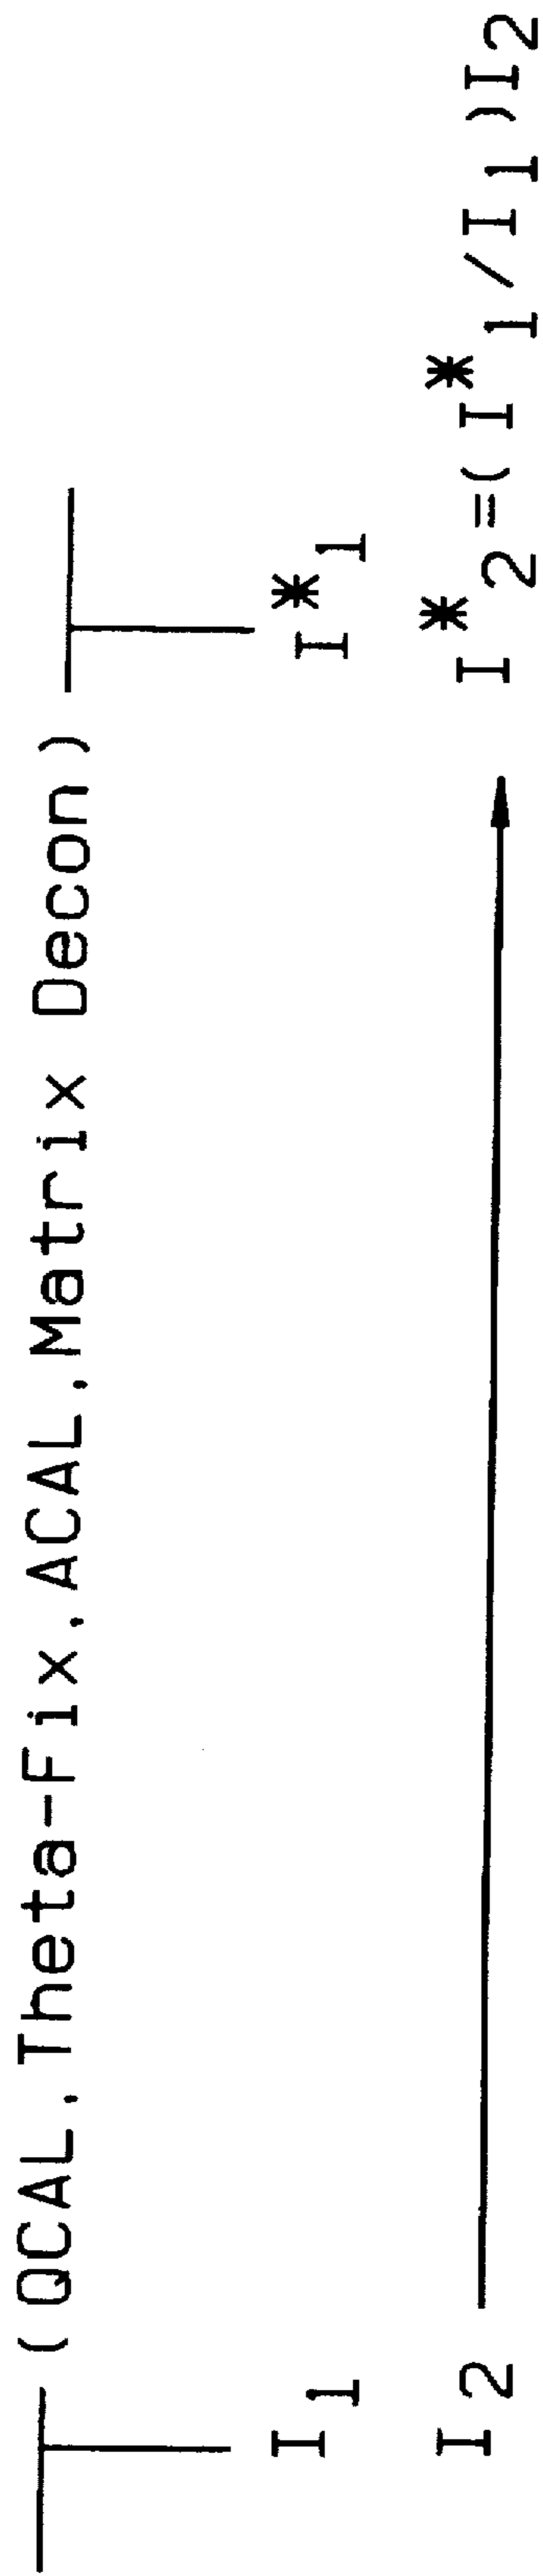 (QCAL,Theta-Fix,ACAL,Matrix Decon)
I1 I*1
I2 I*2=(I*1/I1)I2